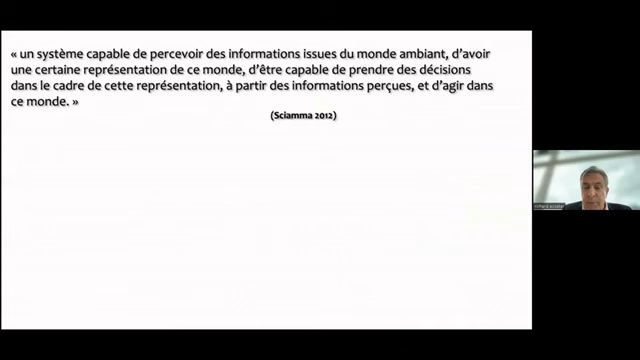 « un système capable de percevoir des informations issues du monde ambiant, d'avoir
une certaine représentation de ce monde, d'être capable de prendre des décisions
dans le cadre de cette représentation, à partir des informations perçues, et d'agir dans
ce monde. »
(Sciamma 2012)